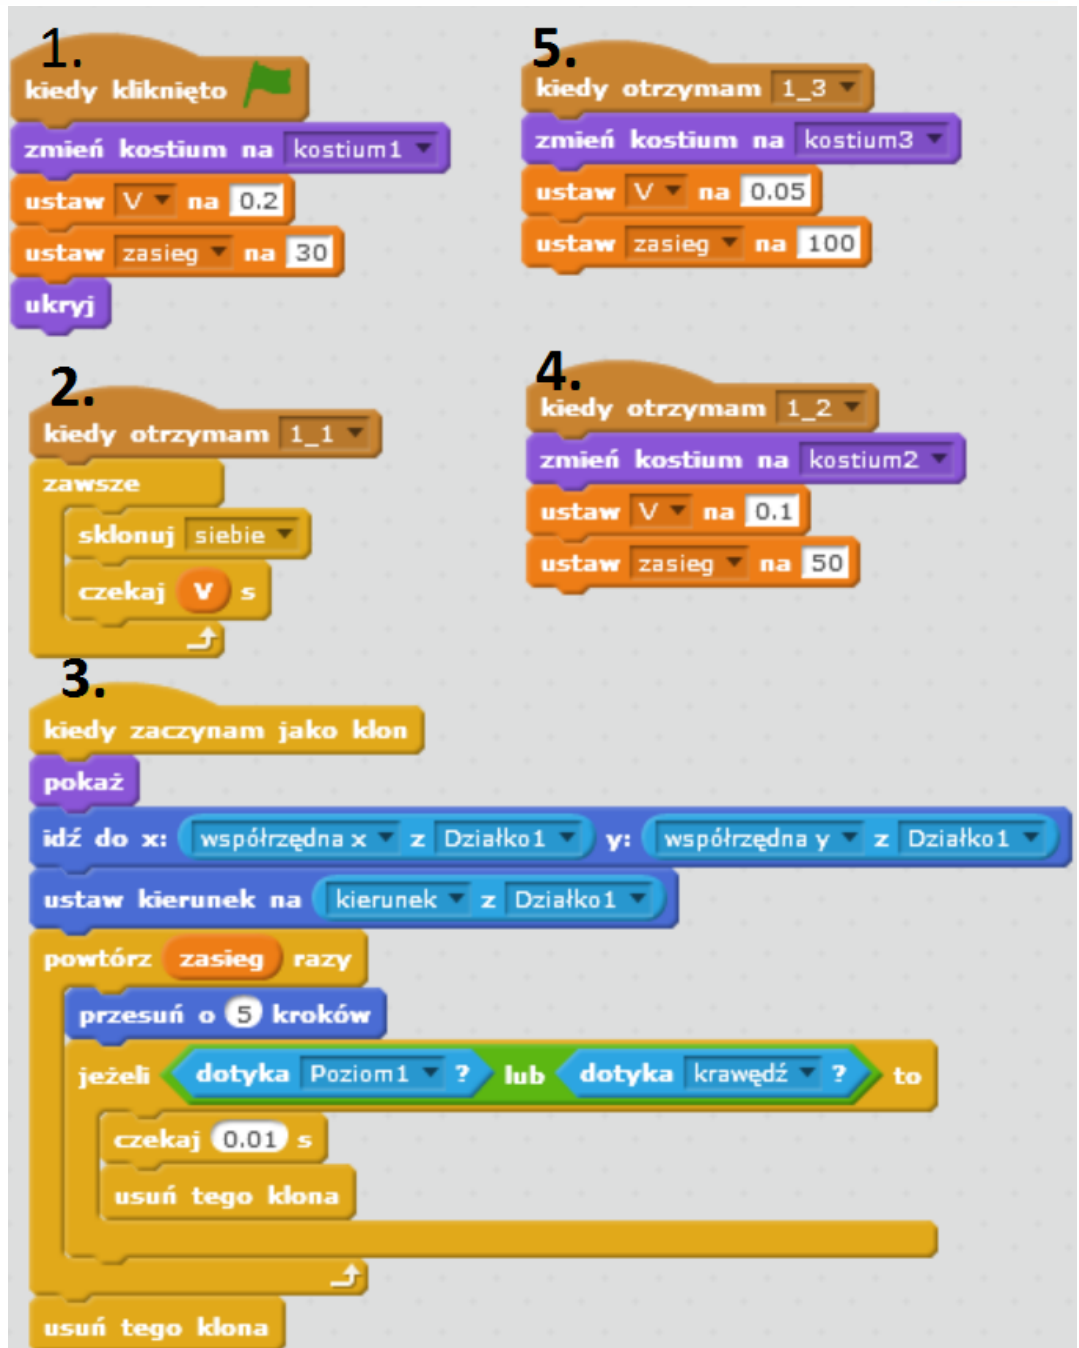 1.
kiedy kliknięto
zmień kostium na kostium1
ustaw V na 0.2
ustaw zasieg na 30
ukryj
2.
kiedy otrzymam 1_1
zawsze
sklonuj siebie
czekaj V s
3.
kiedy zaczynam jako klon
pokaż
idź do x: współrzędna x z Działko1 y: współrzędna y z Działko1
ustaw kierunek na kierunek z Działko1
powtórz zasieg razy
przesuń o 5 kroków
jeżeli dotyka Poziom1 ? lub dotyka krawędź ? to
czekaj 0.01 s
usuń tego klona
usuń tego klona
4.
kiedy otrzymam 1_2
zmień kostium na kostium2
ustaw V na 0.1
ustaw zasieg na 50
5.
kiedy otrzymam 1_3
zmień kostium na kostium3
ustaw V na 0.05
ustaw zasieg na 100